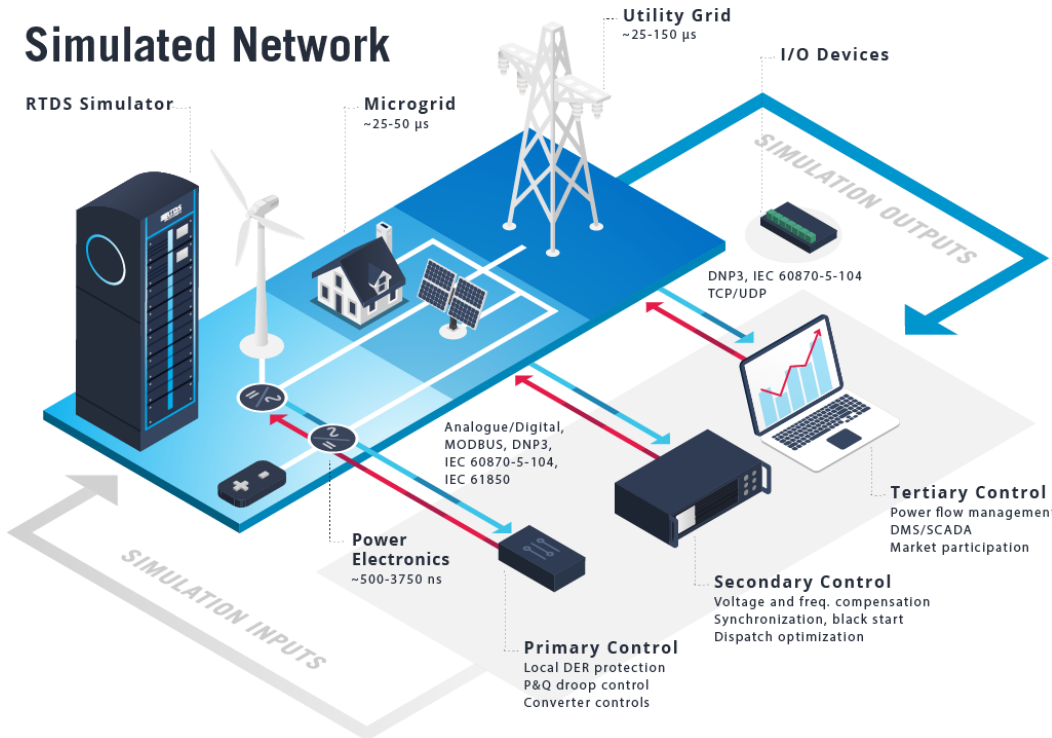 Simulated Network
RTDS Simulator
Microgrid
~25-50 μs
Utility Grid
~25-150 μs
I/O Devices
SIMULATION OUTPUTS
RTDS
DNP3, IEC 60870-5-104
TCP/UDP
Analogue/Digital,
MODBUS, DNP3,
IEC 60870-5-104,
IEC 61850
Power
Electronics
~500-3750 ns
SIMULATION INPUTS
Primary Control
Local DER protection
P&Q droop control
Converter controls
Secondary Control
Voltage and freq. compensation
Synchronization, black start
Dispatch optimization
Tertiary Control
Power flow management
DMS/SCADA
Market participation